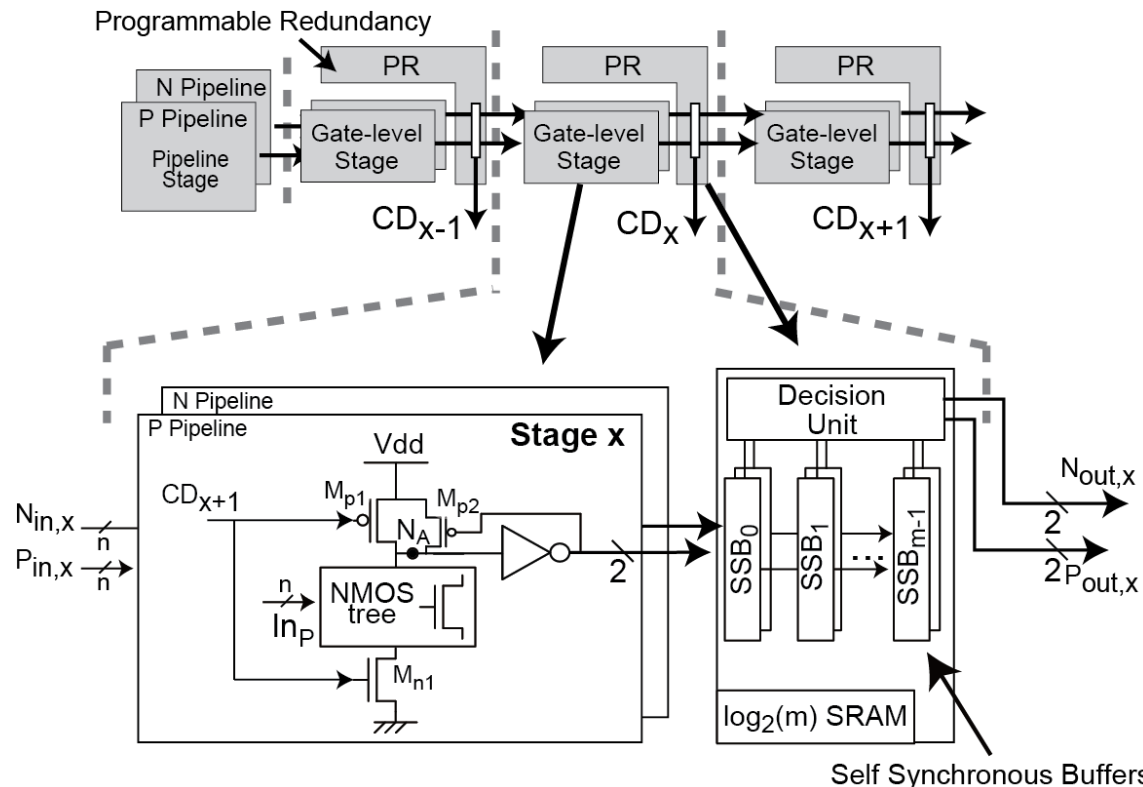 Programmable Redundancy
PR
PR
PR
N Pipeline
P Pipeline
Pipeline
Stage
Gate-level
Stage
Gate-level
Stage
Gate-level
Stage
CDx-1
CDx
CDx+1
N Pipeline
P Pipeline
Stage x
Vdd
CDx+1
Mp1
Mp2
NA
Nin,x
n
Pin,x
n
n
InP
NMOS
tree
Mn1
2
Decision
Unit
SSB0
SSB1
...
SSBm-1
log2(m) SRAM
Nout,x
2
2
Pout,x
Self Synchronous Buffers